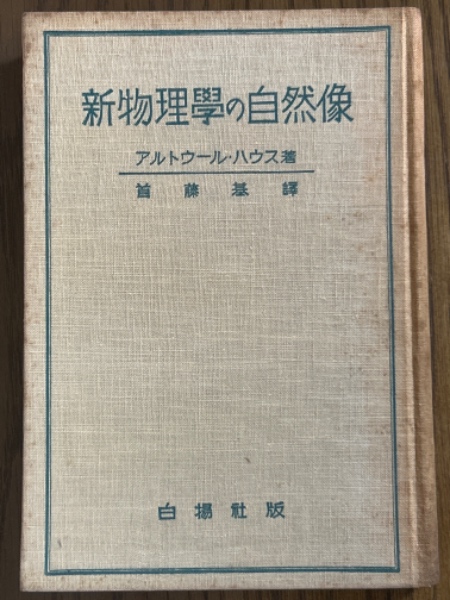 新物理學の自然像
アルトウール・ハウス著
首藤基譯
白揚社版